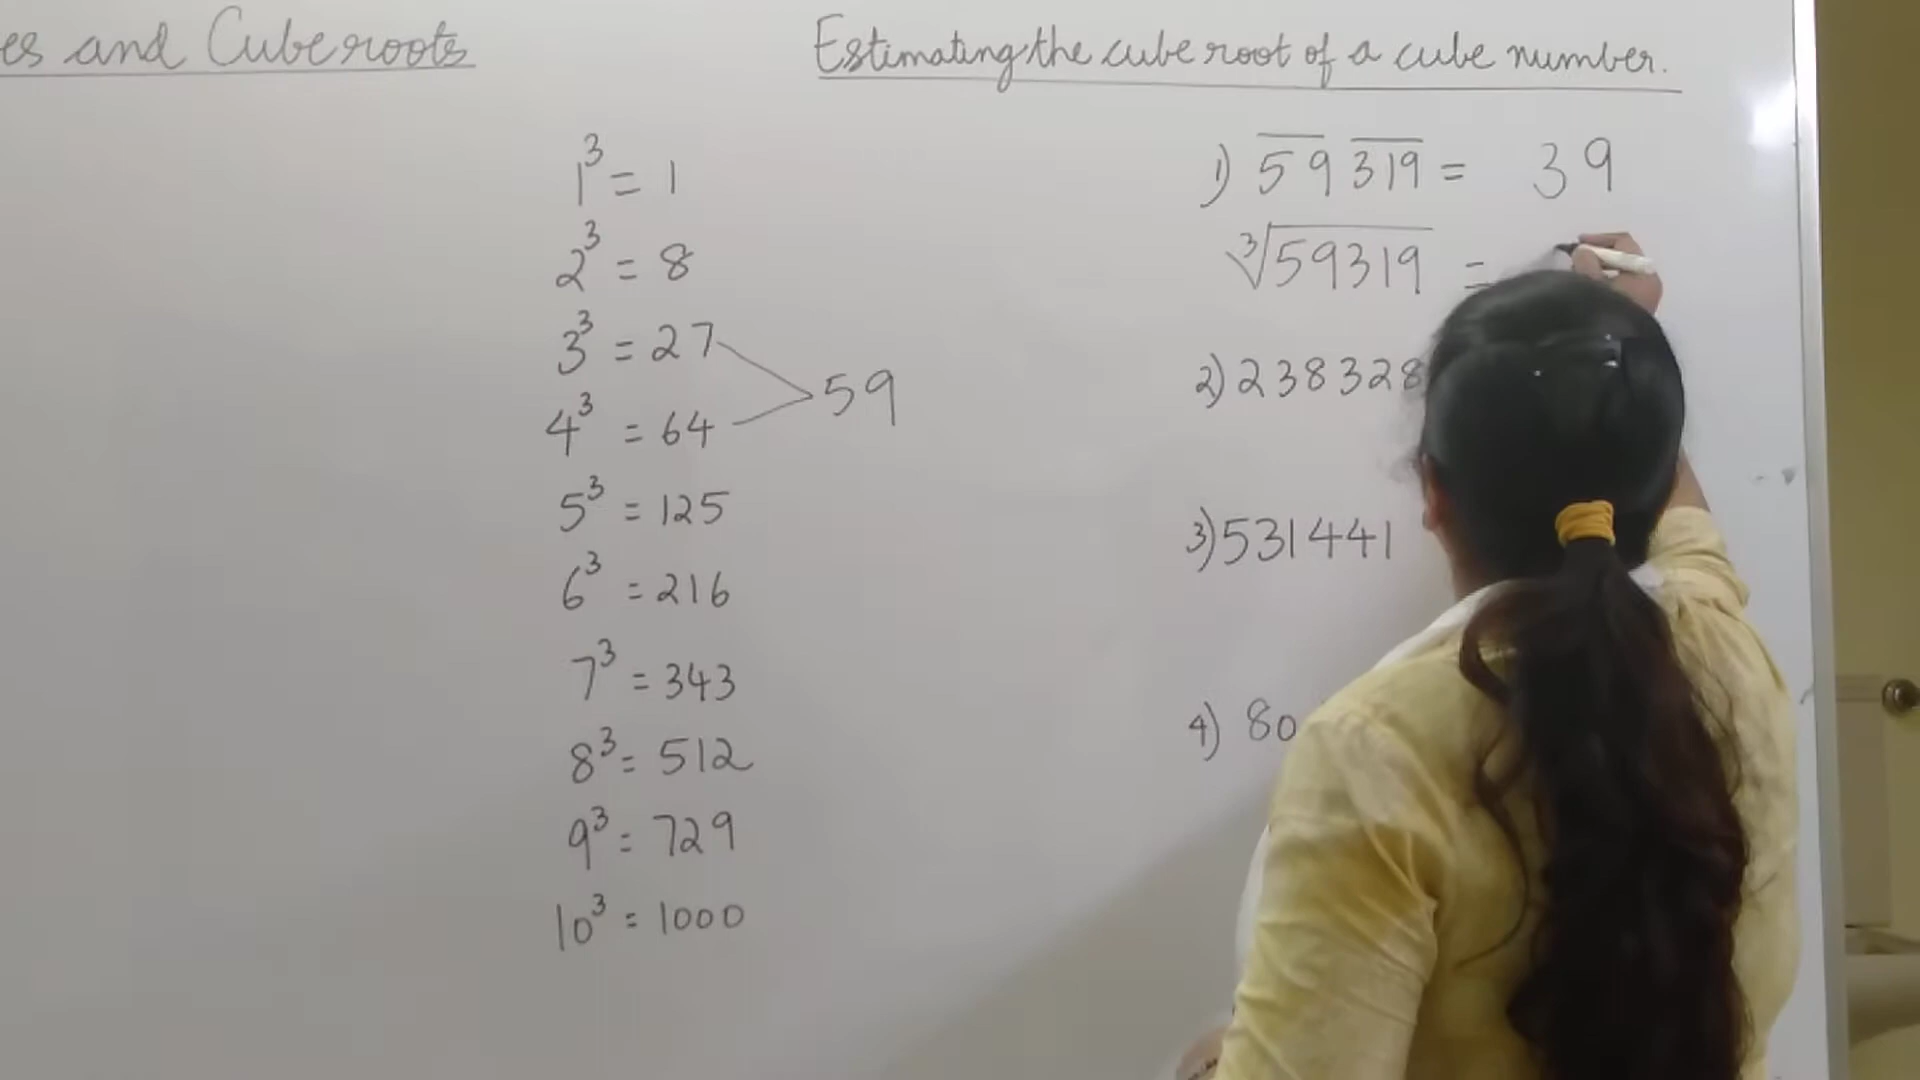 es and Cuberoots
1³ = 1
2³ = 8
3³ = 27
4³ = 64
59
5³ = 125
6³ = 216
7³ = 343
8³ = 512
9³ = 729
10³ = 1000
Estimating the cube root of a cube number.
1) 59 319 = 39
∛59319 =
2) 238328
3) 531441
4) 80